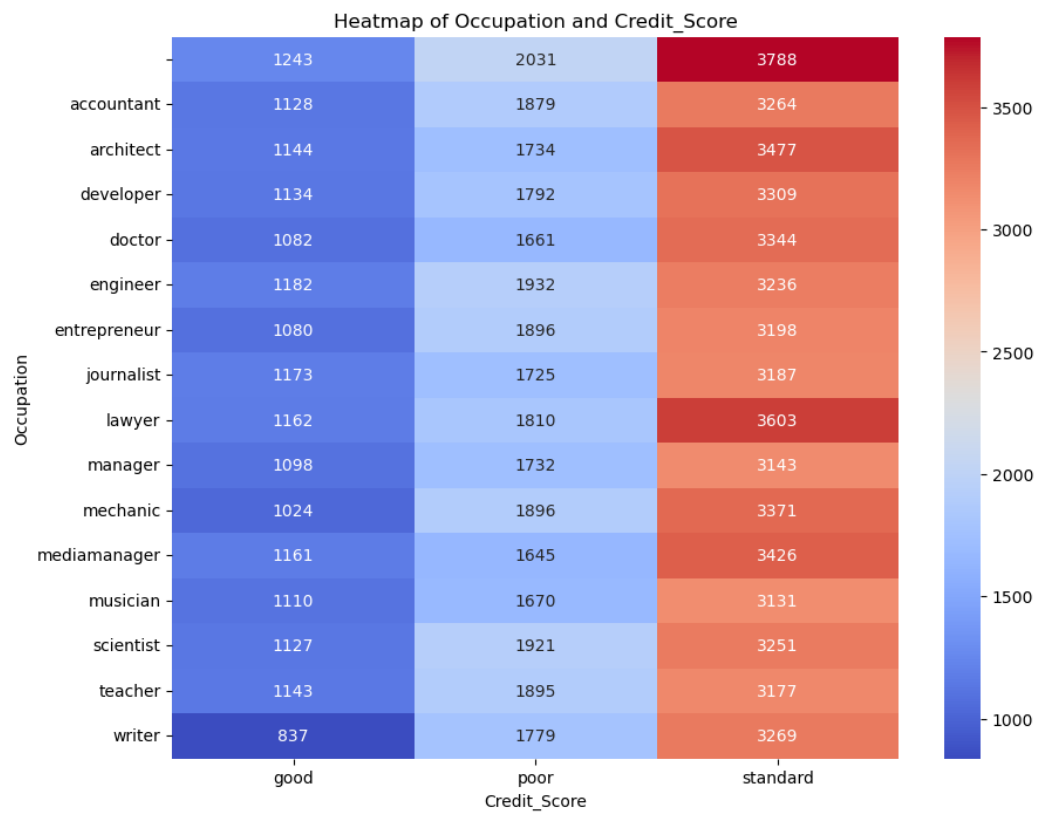 Heatmap of Occupation and Credit_Score
1243 2031 3788
accountant 1128 1879 3264
architect 1144 1734 3477
developer 1134 1792 3309
doctor 1082 1661 3344
engineer 1182 1932 3236
entrepreneur 1080 1896 3198
journalist 1173 1725 3187
lawyer 1162 1810 3603
manager 1098 1732 3143
mechanic 1024 1896 3371
mediamanager 1161 1645 3426
musician 1110 1670 3131
scientist 1127 1921 3251
teacher 1143 1895 3177
writer 837 1779 3269
good poor standard
Credit_Score
Occupation
3500
3000
2500
2000
1500
1000